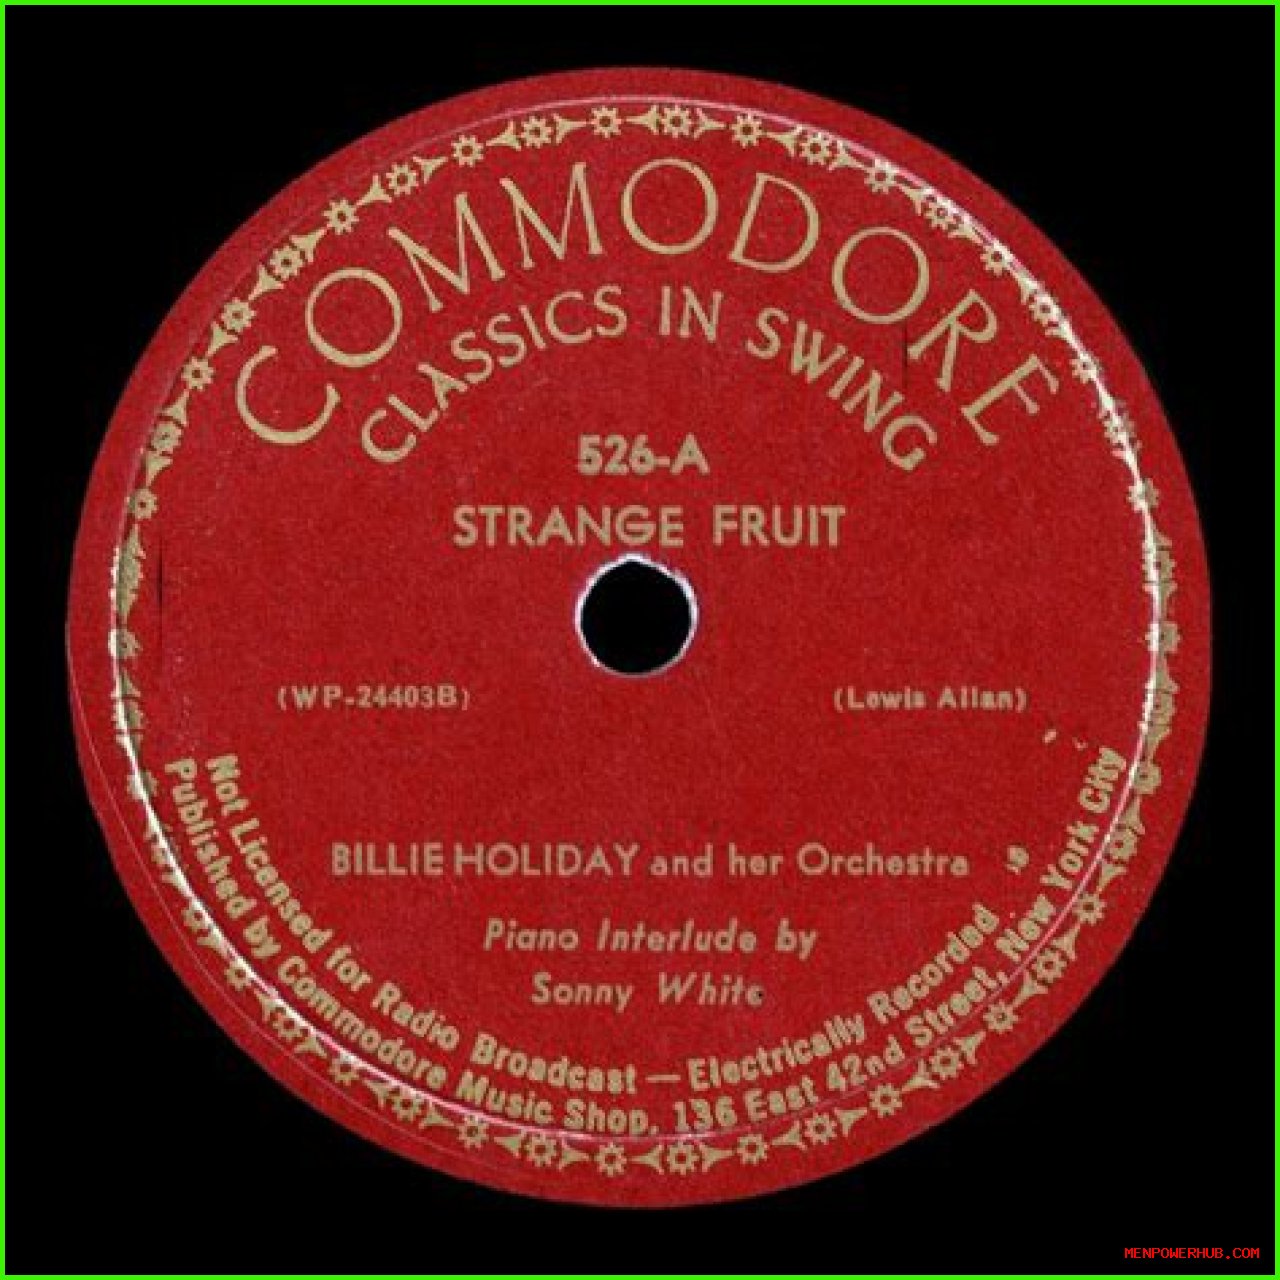 COMMODORE
CLASSICS IN SWING
526-A
STRANGE FRUIT
(WP-24403B)
(Lewis Allan)
BILLIE HOLIDAY and her Orchestra
Piano Interlude by
Sonny White
Not Licensed for Radio Broadcast — Electrically Recorded
Published by Commodore Music Shop, 136 East 42nd Street, New York City
MENPOWERHUB.COM